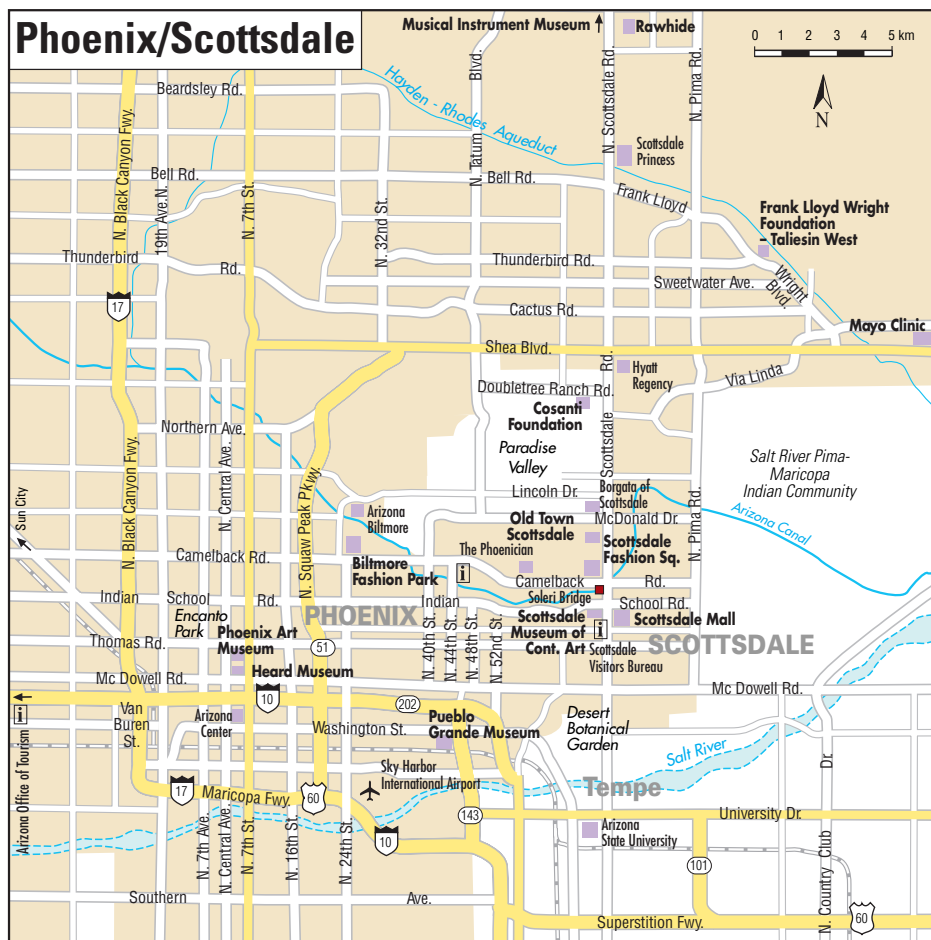 Phoenix/Scottsdale
Musical Instrument Museum
Rawhide
0 1 2 3 4 5 km
N
Beardsley Rd.
Hayden - Rhodes Aqueduct
N. Tatum Blvd.
N. Scottsdale Rd.
N. Pima Rd.
Scottsdale
Princess
N. Black Canyon Fwy.
19th Ave.N.
N. 7th St.
N. 32nd St.
Bell Rd.
Bell Rd.
Frank Lloyd
Wright
Blvd.
Frank Lloyd Wright
Foundation
– Taliesin West
Thunderbird
Rd.
Thunderbird Rd.
Sweetwater Ave.
17
Cactus Rd.
Mayo Clinic
Shea Blvd.
Rd.
Scottsdale
Hyatt
Regency
Via Linda
Doubletree Ranch Rd.
Cosanti
Foundation
Northern Ave.
Paradise
Valley
Salt River Pima-
Maricopa
Indian Community
N. Black Canyon Fwy.
N. Central Ave.
N. Squaw Peak Pkwy.
Lincoln Dr.
Borgata of
Scottsdale
N. Pima Rd.
Arizona Canal
Sun City
Arizona
Biltmore
McDonald Dr.
Old Town
Scottsdale
Camelback Rd.
Biltmore
Fashion Park
i
The Phoenician
Scottsdale
Fashion Sq.
Camelback
Rd.
Soleri Bridge
Indian
School
Rd.
Indian
School Rd.
Encanto
Park
PHOENIX
Scottsdale
Museum of
Cont. Art
i
Scottsdale Mall
SCOTTSDALE
Scottsdale
Visitors Bureau
Thomas Rd.
Phoenix Art
Museum
51
N. 40th St.
N. 44th St.
N. 48th St.
N. 52nd St.
Heard Museum
Mc Dowell Rd.
Mc Dowell Rd.
10
202
i
Arizona Office of Tourism
Van
Buren
St.
Arizona
Center
Washington St.
Pueblo
Grande Museum
Desert
Botanical
Garden
Salt River
Sky Harbor
International Airport
Tempe
17
Maricopa Fwy.
60
143
University Dr.
N. 7th Ave.
N. Central Ave.
N. 7th St.
N. 16th St.
N. 24th St.
10
Arizona
State University
101
N. Country Club Dr.
Southern
Ave.
Superstition Fwy.
60